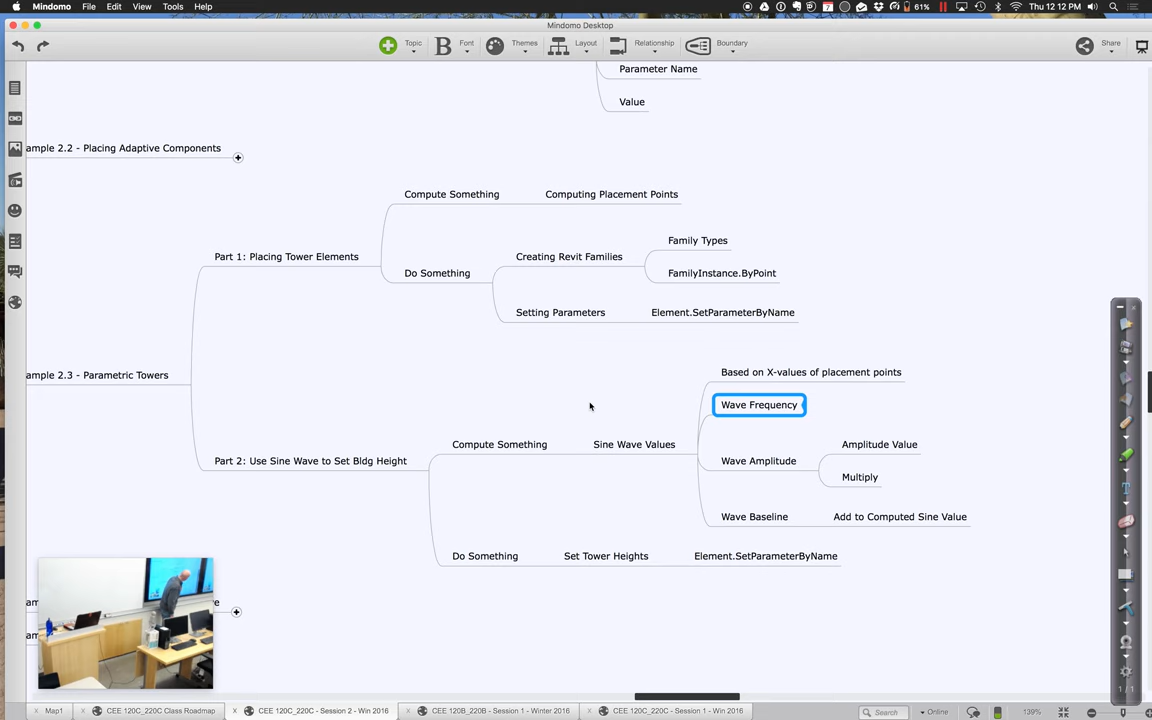 Mindomo File Edit View Tools Help 61% Thu 12 12 PM
Mindomo Desktop
Topic Font Themes Layout Relationship Boundary Share
Parameter Name
Value
ample 2.2 - Placing Adaptive Components
Compute Something Computing Placement Points
Family Types
Part 1: Placing Tower Elements Creating Revit Families
Do Something FamilyInstance.ByPoint
Setting Parameters Element.SetParameterByName
ample 2.3 - Parametric Towers Based on X-values of placement points
Wave Frequency
Compute Something Sine Wave Values Amplitude Value
Part 2: Use Sine Wave to Set Bldg Height Wave Amplitude
Multiply
Wave Baseline Add to Computed Sine Value
Do Something Set Tower Heights Element.SetParameterByName
am e
am
1 / 1
Map1 CEE 120C_220C Class Roadmap CEE 120C_220C - Session 2 - Win 2016 CEE 120B_220B - Session 1 - Winter 2016 CEE 120C_220C - Session 1 - Win 2016 Search Online 139%